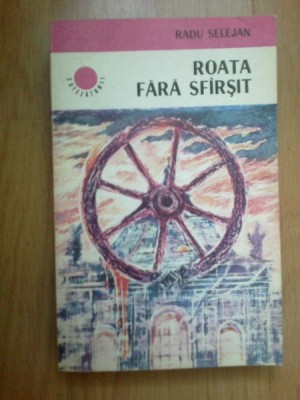 RADU SELEJAN
ROATA
FĂRĂ SFÎRŞIT